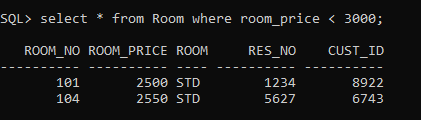 SQL> select * from Room where room_price < 3000;
ROOM_NO ROOM_PRICE ROOM RES_NO CUST_ID
---------- ---------- ---- ---------- ----------
101 2500 STD 1234 8922
104 2550 STD 5627 6743